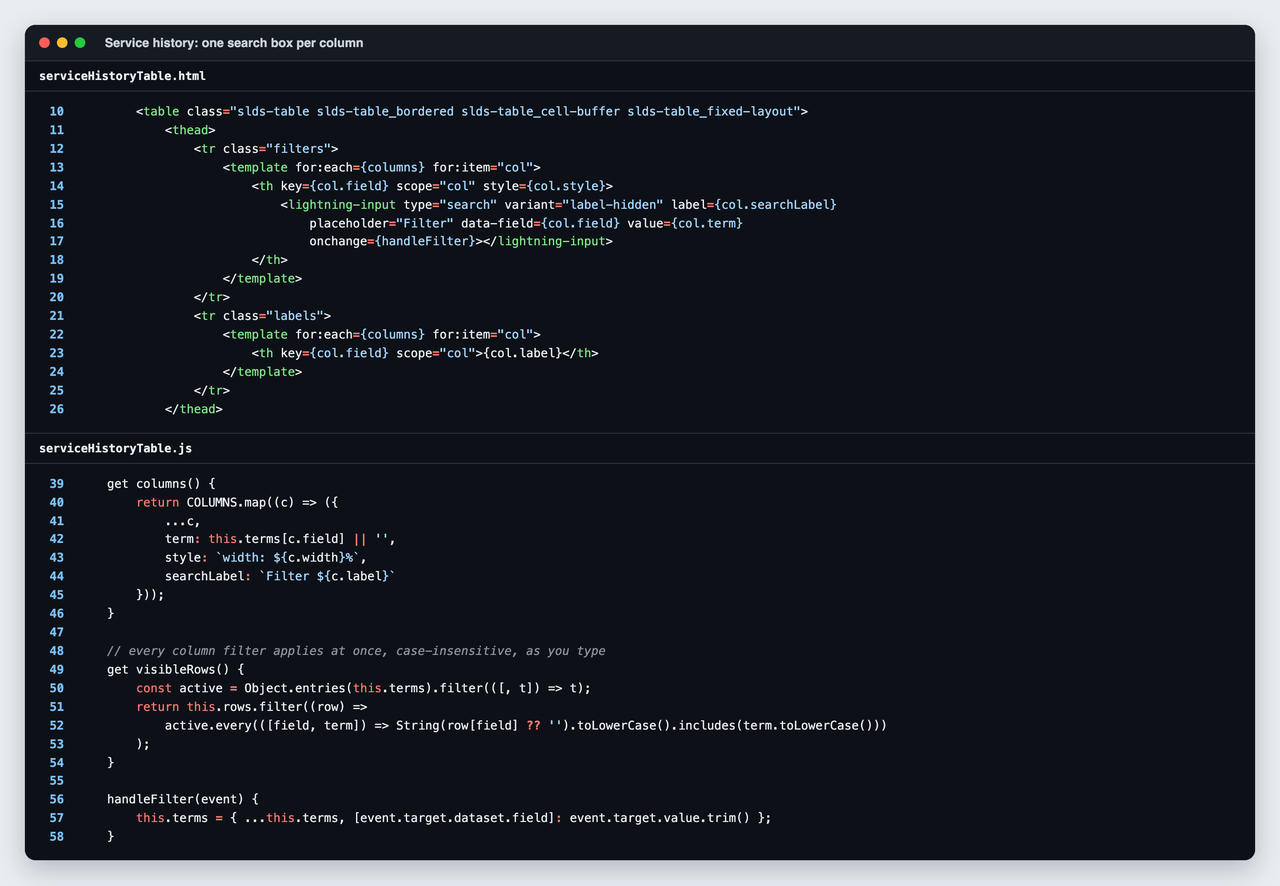 Service history: one search box per column
serviceHistoryTable.html
10 <table class="slds-table slds-table_bordered slds-table_cell-buffer slds-table_fixed-layout">
11 <thead>
12 <tr class="filters">
13 <template for:each={columns} for:item="col">
14 <th key={col.field} scope="col" style={col.style}>
15 <lightning-input type="search" variant="label-hidden" label={col.searchLabel}
16 placeholder="Filter" data-field={col.field} value={col.term}
17 onchange={handleFilter}></lightning-input>
18 </th>
19 </template>
20 </tr>
21 <tr class="labels">
22 <template for:each={columns} for:item="col">
23 <th key={col.field} scope="col">{col.label}</th>
24 </template>
25 </tr>
26 </thead>
serviceHistoryTable.js
39 get columns() {
40 return COLUMNS.map((c) => ({
41 ...c,
42 term: this.terms[c.field] || '',
43 style: `width: ${c.width}%`,
44 searchLabel: `Filter ${c.label}`
45 }));
46 }
47
48 // every column filter applies at once, case-insensitive, as you type
49 get visibleRows() {
50 const active = Object.entries(this.terms).filter(([, t]) => t);
51 return this.rows.filter((row) =>
52 active.every(([field, term]) => String(row[field] ?? '').toLowerCase().includes(term.toLowerCase()))
53 );
54 }
55
56 handleFilter(event) {
57 this.terms = { ...this.terms, [event.target.dataset.field]: event.target.value.trim() };
58 }